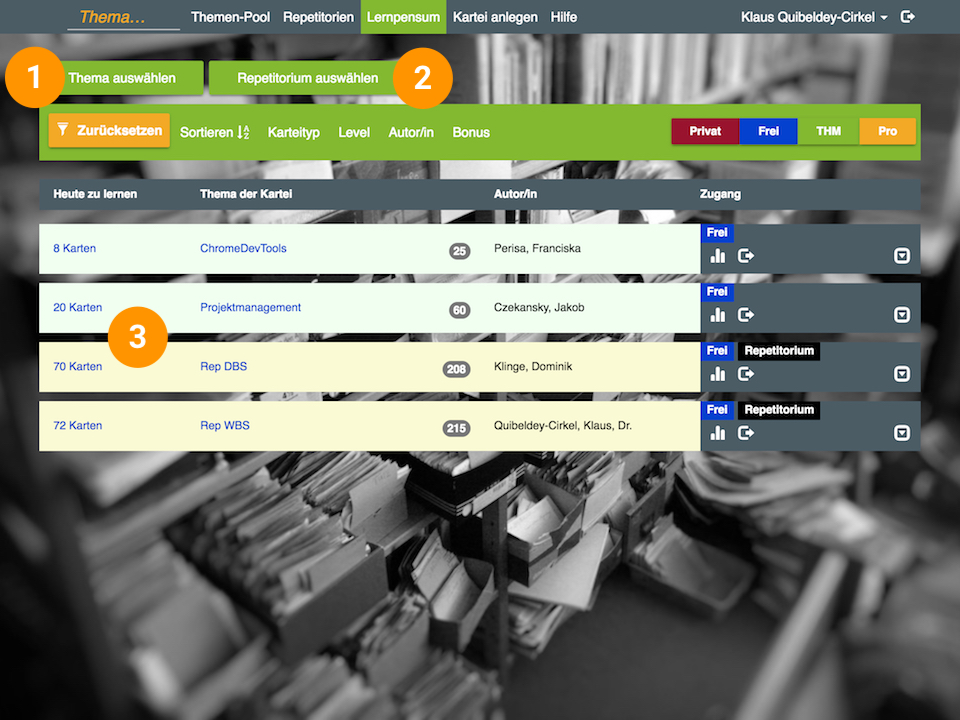 Thema... Themen-Pool Repetitorien Lernpensum Kartei anlegen Hilfe Klaus Quibeldey-Cirkel
1 Thema auswählen Repetitorium auswählen 2
Zurücksetzen Sortieren Karteityp Level Autor/in Bonus Privat Frei THM Pro
Heute zu lernen Thema der Kartei Autor/in Zugang
Frei
8 Karten ChromeDevTools 25 Perisa, Franciska
Frei
20 Karten Projektmanagement 60 Czekansky, Jakob
3
Frei Repetitorium
70 Karten Rep DBS 208 Klinge, Dominik
Frei Repetitorium
72 Karten Rep WBS 215 Quibeldey-Cirkel, Klaus, Dr.